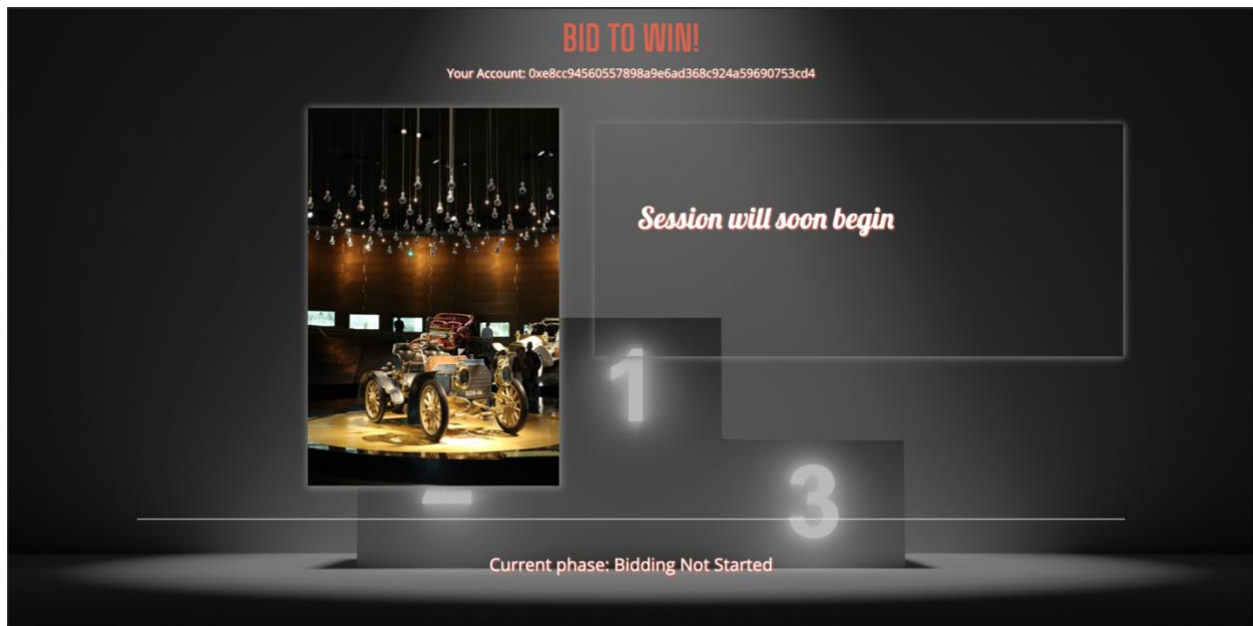 BID TO WIN!
Your Account: 0xe8cc94560557898a9e6ad368c924a59690753cd4
Session will soon begin
1
3
Current phase: Bidding Not Started